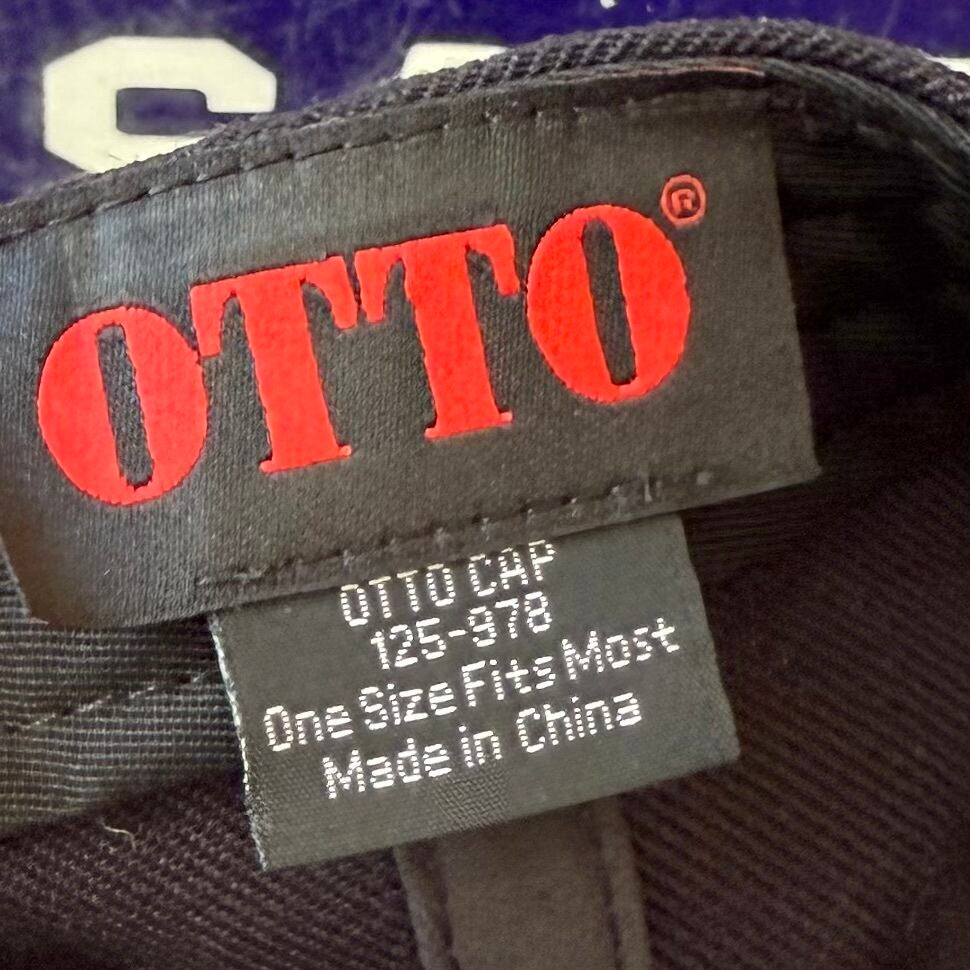 OTTO®
OTTO CAP
125-978
One Size Fits Most
Made in China